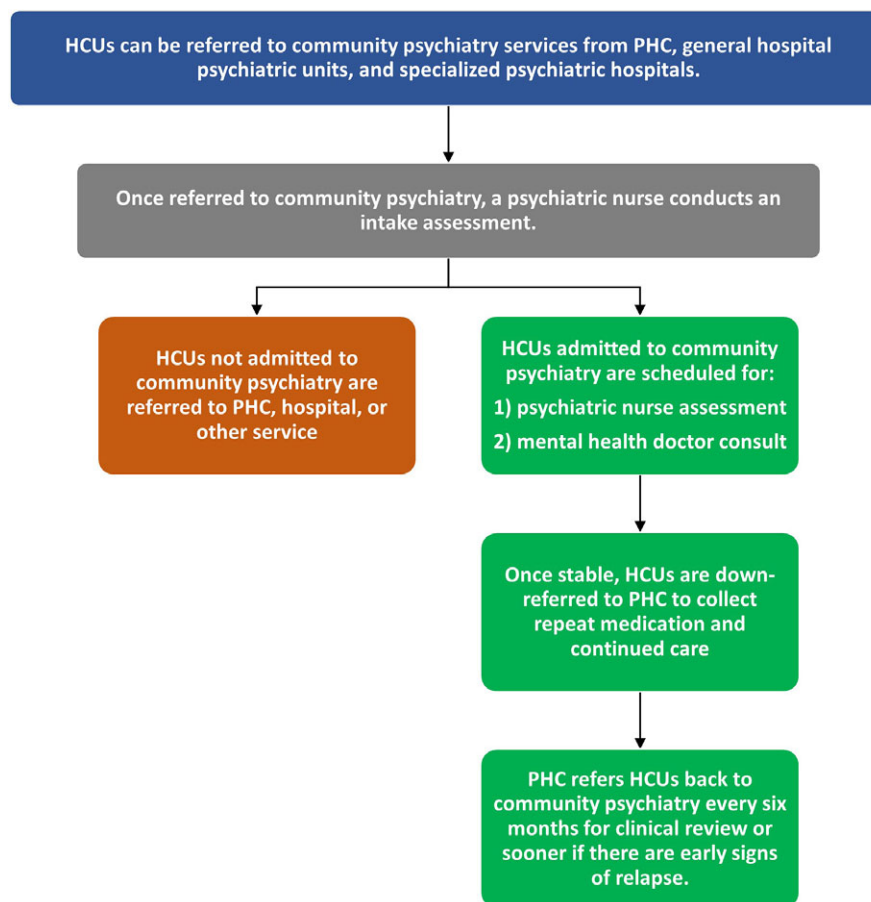 HCUs can be referred to community psychiatry services from PHC, general hospital
psychiatric units, and specialized psychiatric hospitals.
Once referred to community psychiatry, a psychiatric nurse conducts an
intake assessment.
HCUs not admitted to
community psychiatry are
referred to PHC, hospital, or
other service
HCUs admitted to community
psychiatry are scheduled for:
1) psychiatric nurse assessment
2) mental health doctor consult
Once stable, HCUs are down-
referred to PHC to collect
repeat medication and
continued care
PHC refers HCUs back to
community psychiatry every six
months for clinical review or
sooner if there are early signs
of relapse.